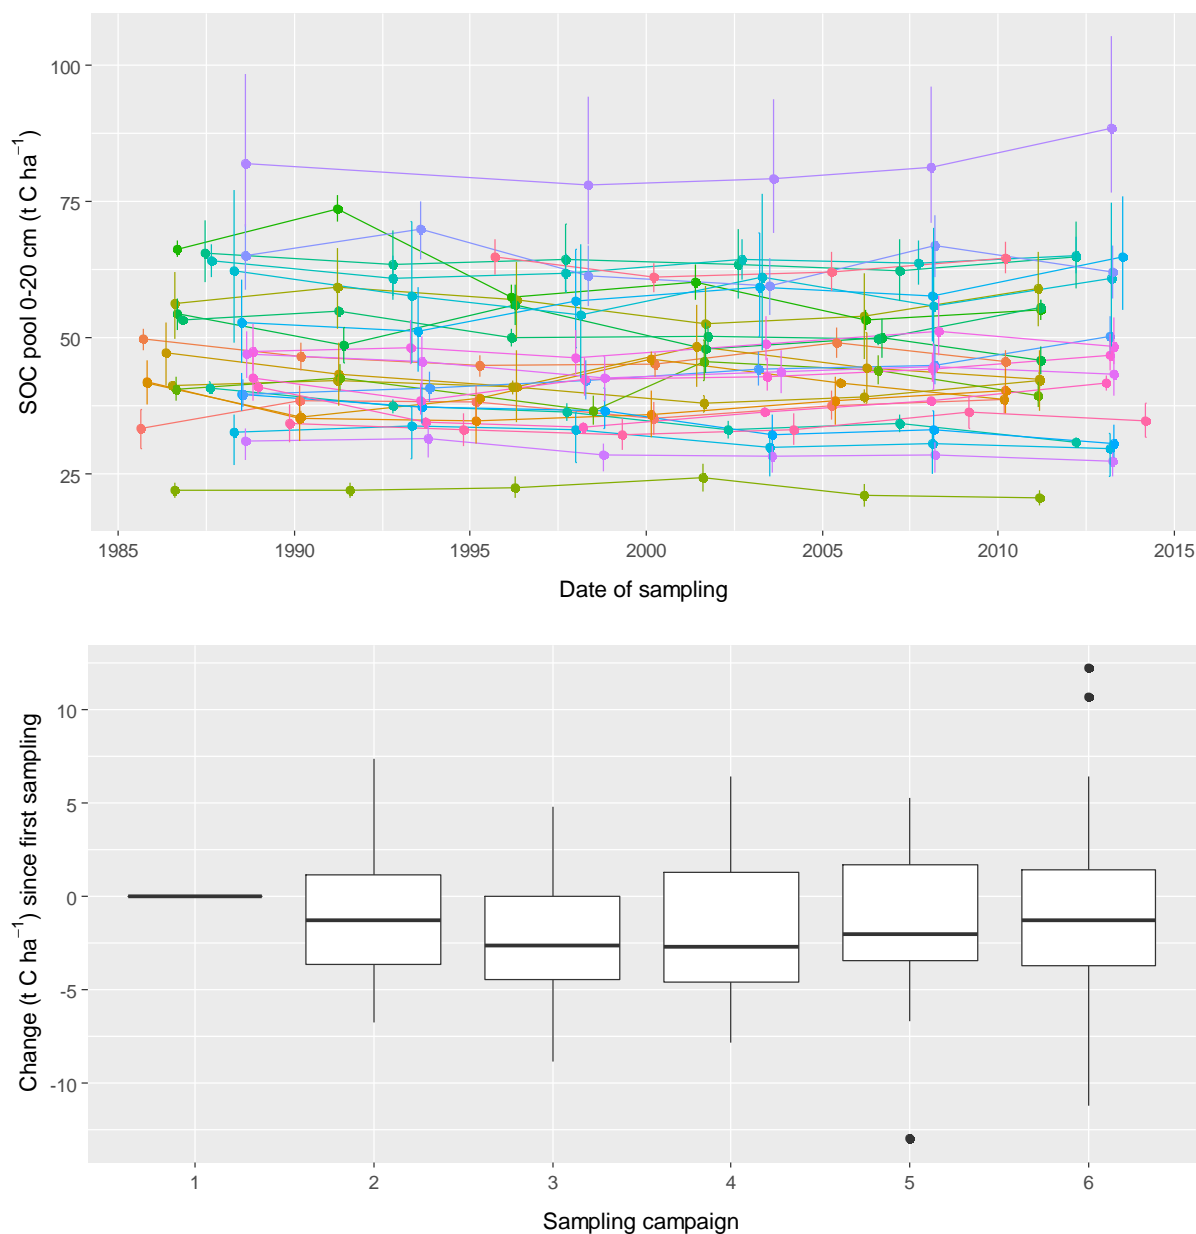 100
75
50
25
SOC pool 0-20 cm (t C ha⁻¹)
1985 1990 1995 2000 2005 2010 2015
Date of sampling
10
5
0
-5
-10
Change (t C ha⁻¹) since first sampling
1 2 3 4 5 6
Sampling campaign